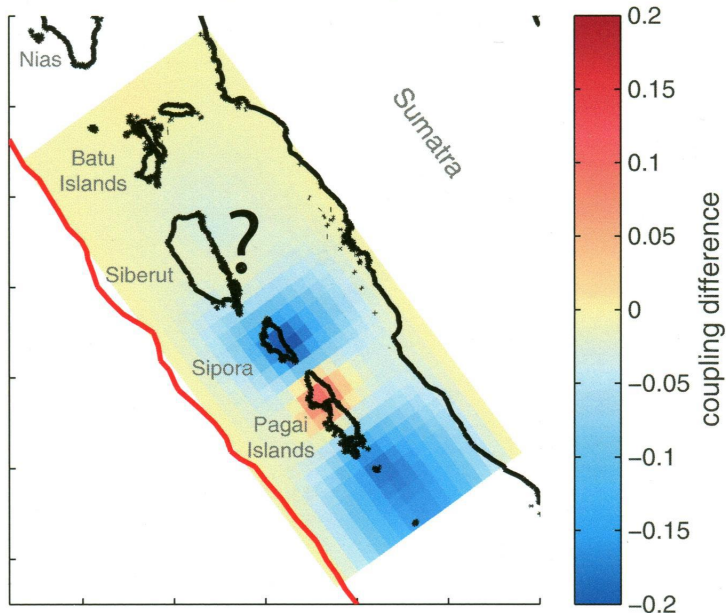 Nias
Sumatra
Batu
Islands
Siberut
?
Sipora
Pagai
Islands
0.2
0.15
0.1
0.05
0
−0.05
−0.1
−0.15
−0.2
coupling difference